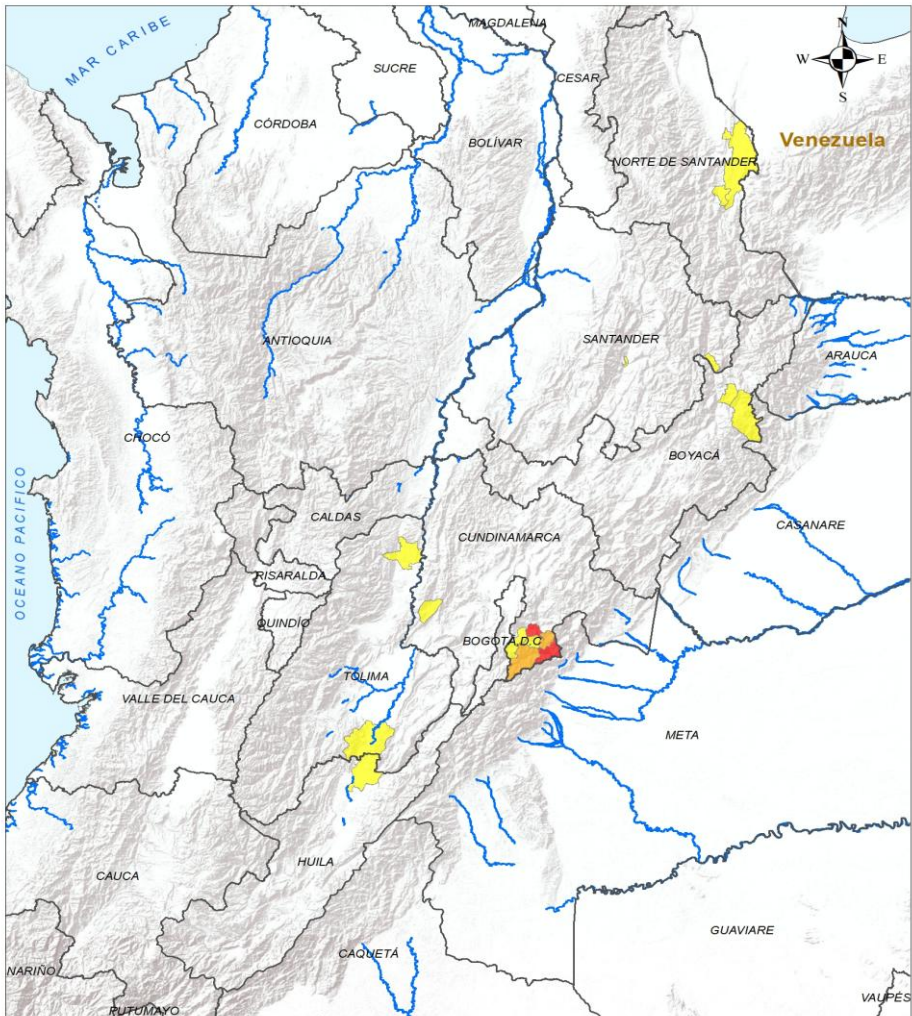 MAGDALENA
N
MAR CARIBE
W
E
SUCRE
CESAR
S
CÓRDOBA
BOLÍVAR
Venezuela
NORTE DE SANTANDER
ANTIOQUIA
SANTANDER
ARAUCA
CHOCÓ
BOYACÁ
OCEANO PACIFICO
CALDAS
CUNDINAMARCA
CASANARE
RISARALDA
QUINDÍO
BOGOTÁ,D.C
TOLIMA
VALLE DEL CAUCA
META
HUILA
CAUCA
GUAVIARE
CAQUETÁ
NARIÑO
VAUPÉS
PUTUMAYO